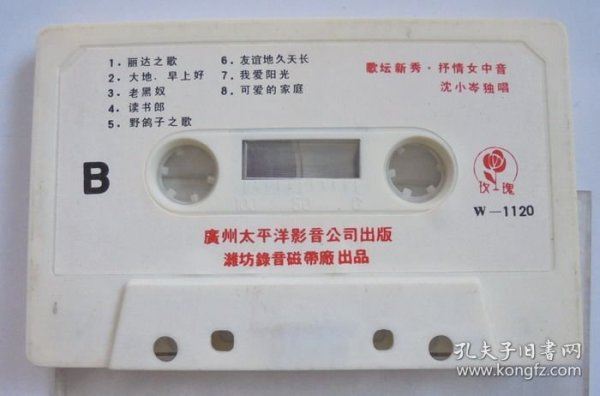 1．丽达之歌
2．大地．早上好
3．老黑奴
4．读书郎
5．野鸽子之歌
6．友谊地久天长
7．我爱阳光
8．可爱的家庭
歌坛新秀·抒情女中音
沈小岑独唱
B
玫瑰
W—1120
廣州太平洋影音公司出版
濰坊錄音磁帶廠出品
孔夫子旧書网
www.kongfz.com